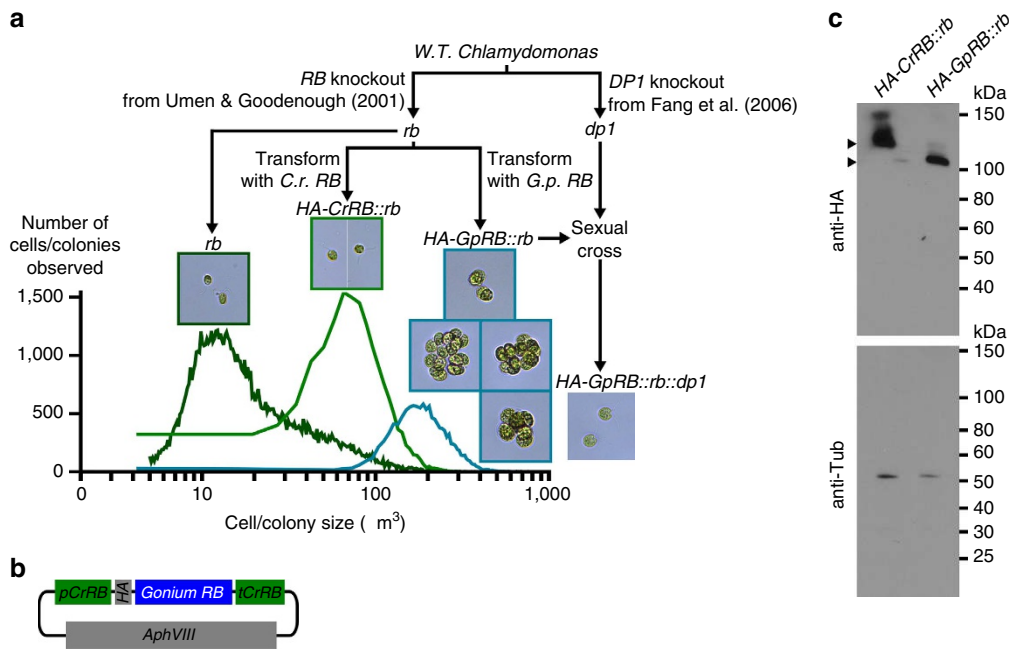 a
W.T. Chlamydomonas
RB knockout
from Umen & Goodenough (2001)
DP1 knockout
from Fang et al. (2006)
rb
dp1
Transform
with C.r. RB
Transform
with G.p. RB
Number of
cells/colonies
observed
rb
HA-CrRB::rb
HA-GpRB::rb
Sexual
cross
HA-GpRB::rb::dp1
1,500
1,000
500
0
0
10
100
1,000
Cell/colony size ( m³)
b
pCrRB
HA
Gonium RB
tCrRB
AphVIII
c
HA-CrRB::rb
HA-GpRB::rb
kDa
anti-HA
150
100
80
60
50
40
kDa
anti-Tub
150
100
80
60
50
40
30
25